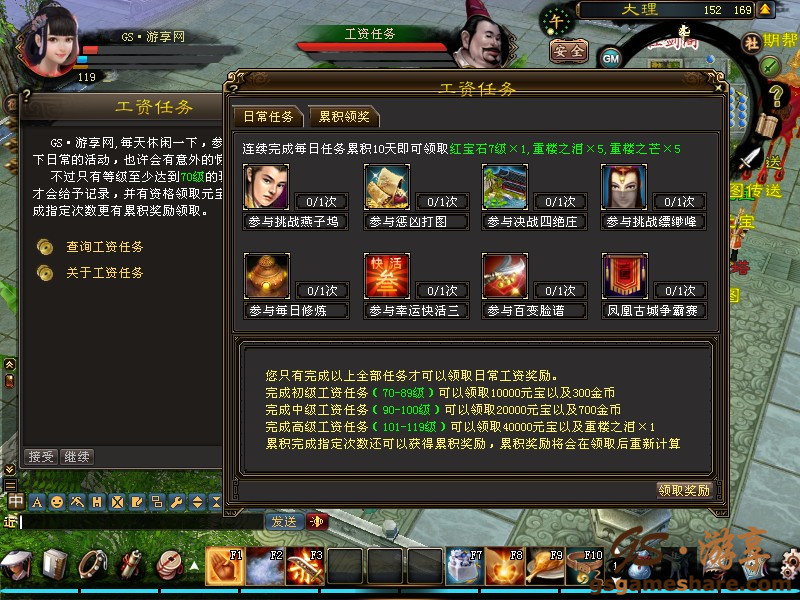 GS·游享网
119
工资任务
大理
152 169
午
安全
GM
社
期帮
工资任务
GS·游享网,每天休闲一下,参
下日常的活动,也许会有意外的
不过只有等级至少达到70级的
才会给予记录,并有资格领取元宝
成指定次数更有累积奖励领取。
查询工资任务
关于工资任务
接受 继续
工资任务
日常任务 累积领奖
连续完成每日任务累积10天即可领取红宝石7级×1,重楼之泪×5,重楼之芒×5
0/1次 0/1次 0/1次 0/1次
参与挑战燕子坞 参与惩凶打图 参与决战四绝庄 参与挑战缥缈峰
快活
叁
0/1次 0/1次 0/1次 0/1次
参与每日修炼 参与幸运快活三 参与百变脸谱 凤凰古城争霸赛
您只有完成以上全部任务才可以领取日常工资奖励。
完成初级工资任务(70-89级)可以领取10000元宝以及300金币
完成中级工资任务(90-100级)可以领取20000元宝以及700金币
完成高级工资任务(101-119级)可以领取40000元宝以及重楼之泪×1
累积完成指定次数还可以获得累积奖励,累积奖励将会在领取后重新计算
领取奖励
送
图传送
宝
图
中 A H
近
发送
F1 F2 F3 F7 F8 F9 F10
1
GS·游享
gsgameshare.com